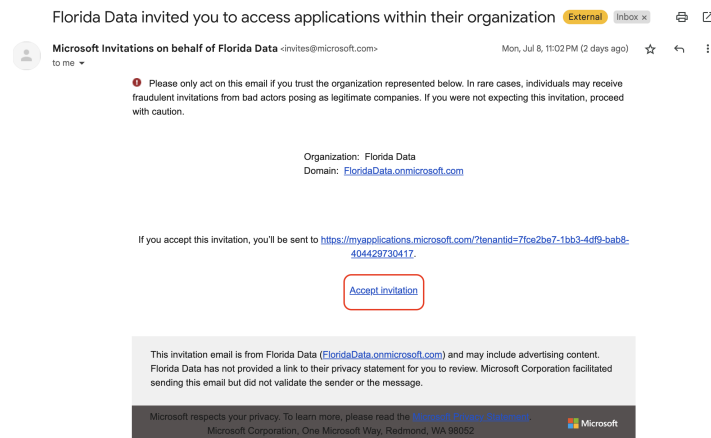 Florida Data invited you to access applications within their organization External Inbox x
Microsoft Invitations on behalf of Florida Data <invites@microsoft.com> Mon, Jul 8, 11:02 PM (2 days ago)
to me
Please only act on this email if you trust the organization represented below. In rare cases, individuals may receive
fraudulent invitations from bad actors posing as legitimate companies. If you were not expecting this invitation, proceed
with caution.
Organization: Florida Data
Domain: FloridaData.onmicrosoft.com
If you accept this invitation, you'll be sent to https://myapplications.microsoft.com/?tenantid=7fce2be7-1bb3-4df9-bab8-
404429730417.
Accept invitation
This invitation email is from Florida Data (FloridaData.onmicrosoft.com) and may include advertising content.
Florida Data has not provided a link to their privacy statement for you to review. Microsoft Corporation facilitated
sending this email but did not validate the sender or the message.
Microsoft respects your privacy. To learn more, please read the
Microsoft
Microsoft Corporation, One Microsoft Way, Redmond, WA 98052